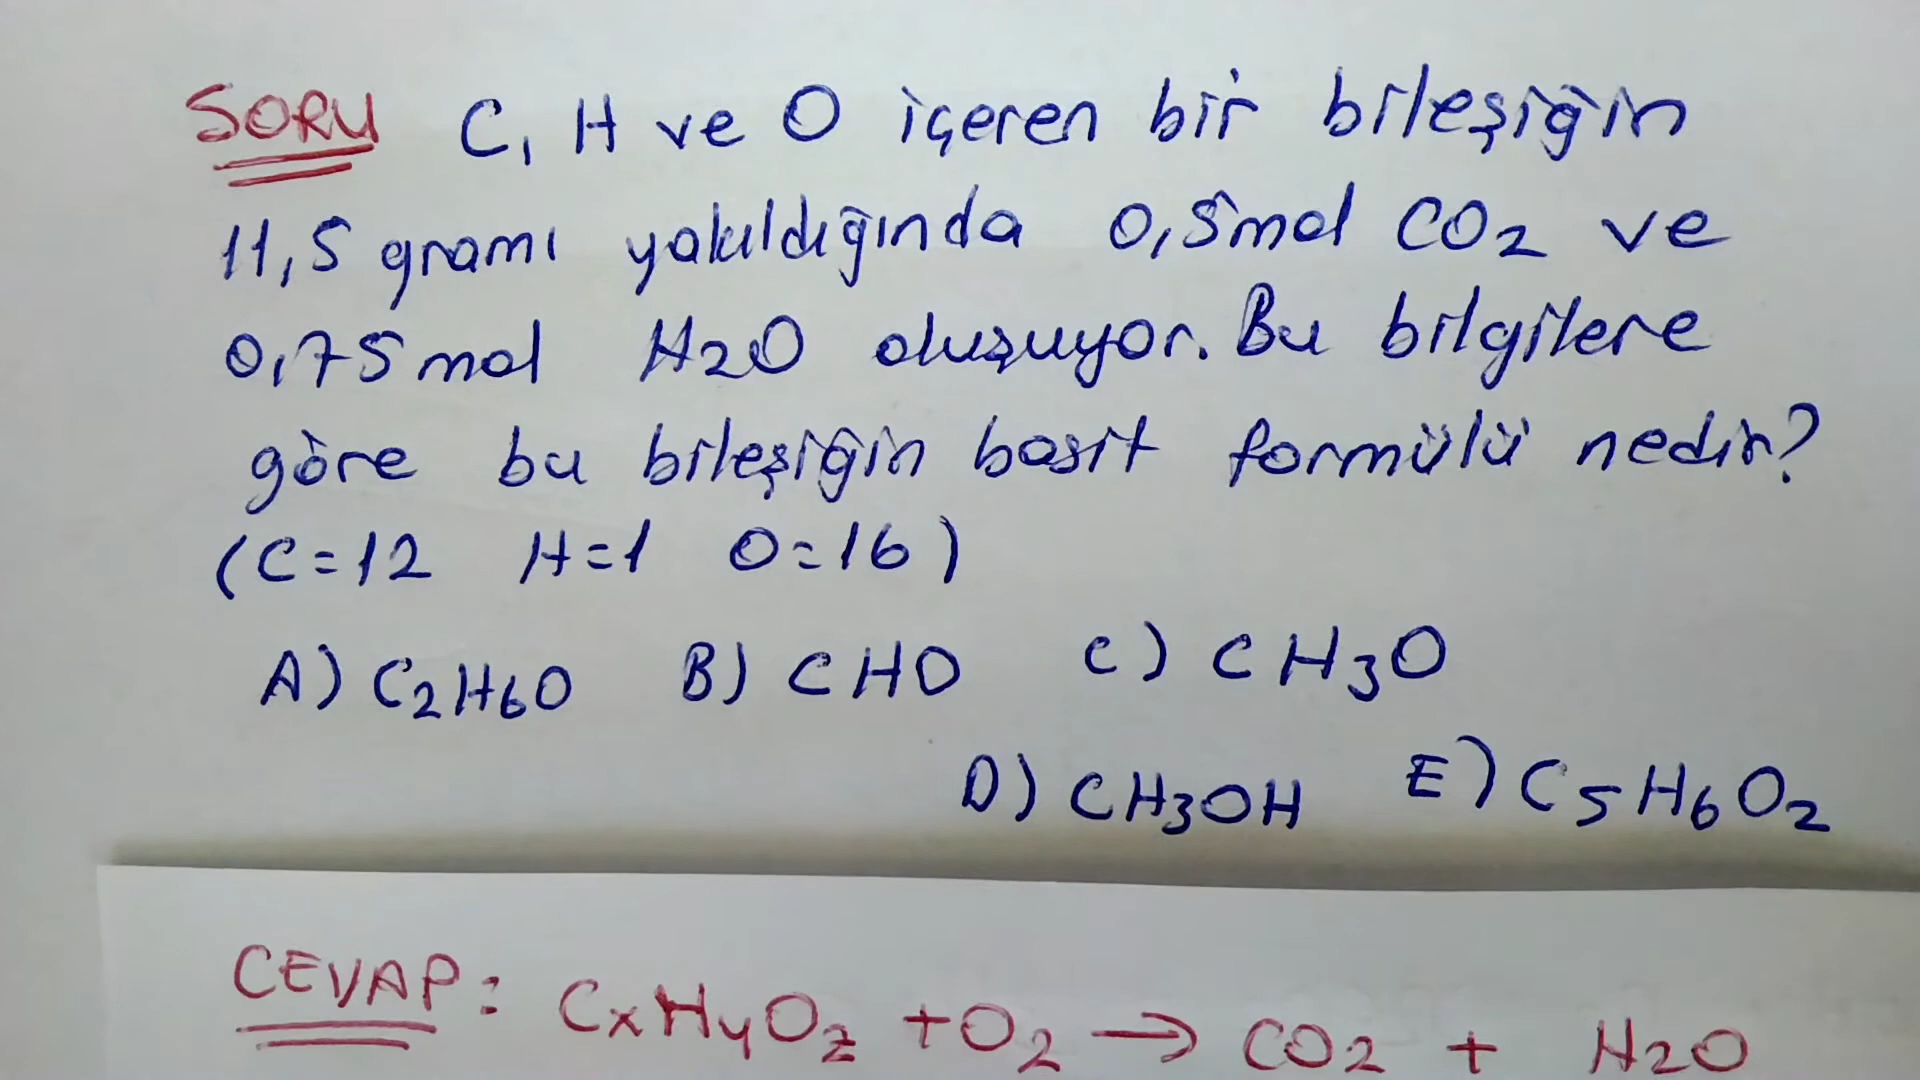 SORU C, H ve O içeren bir bileşiğin
11,5 gramı yakıldığında 0,5mol CO2 ve
0,75mol H2O oluşuyor. Bu bilgilere
göre bu bileşiğin basit formülü nedir?
(C=12 H=1 O=16)
A) C2H6O B) CHO C) CH3O
D) CH3OH E) C5H6O2
CEVAP: CxHyOz +O2 → CO2 + H2O